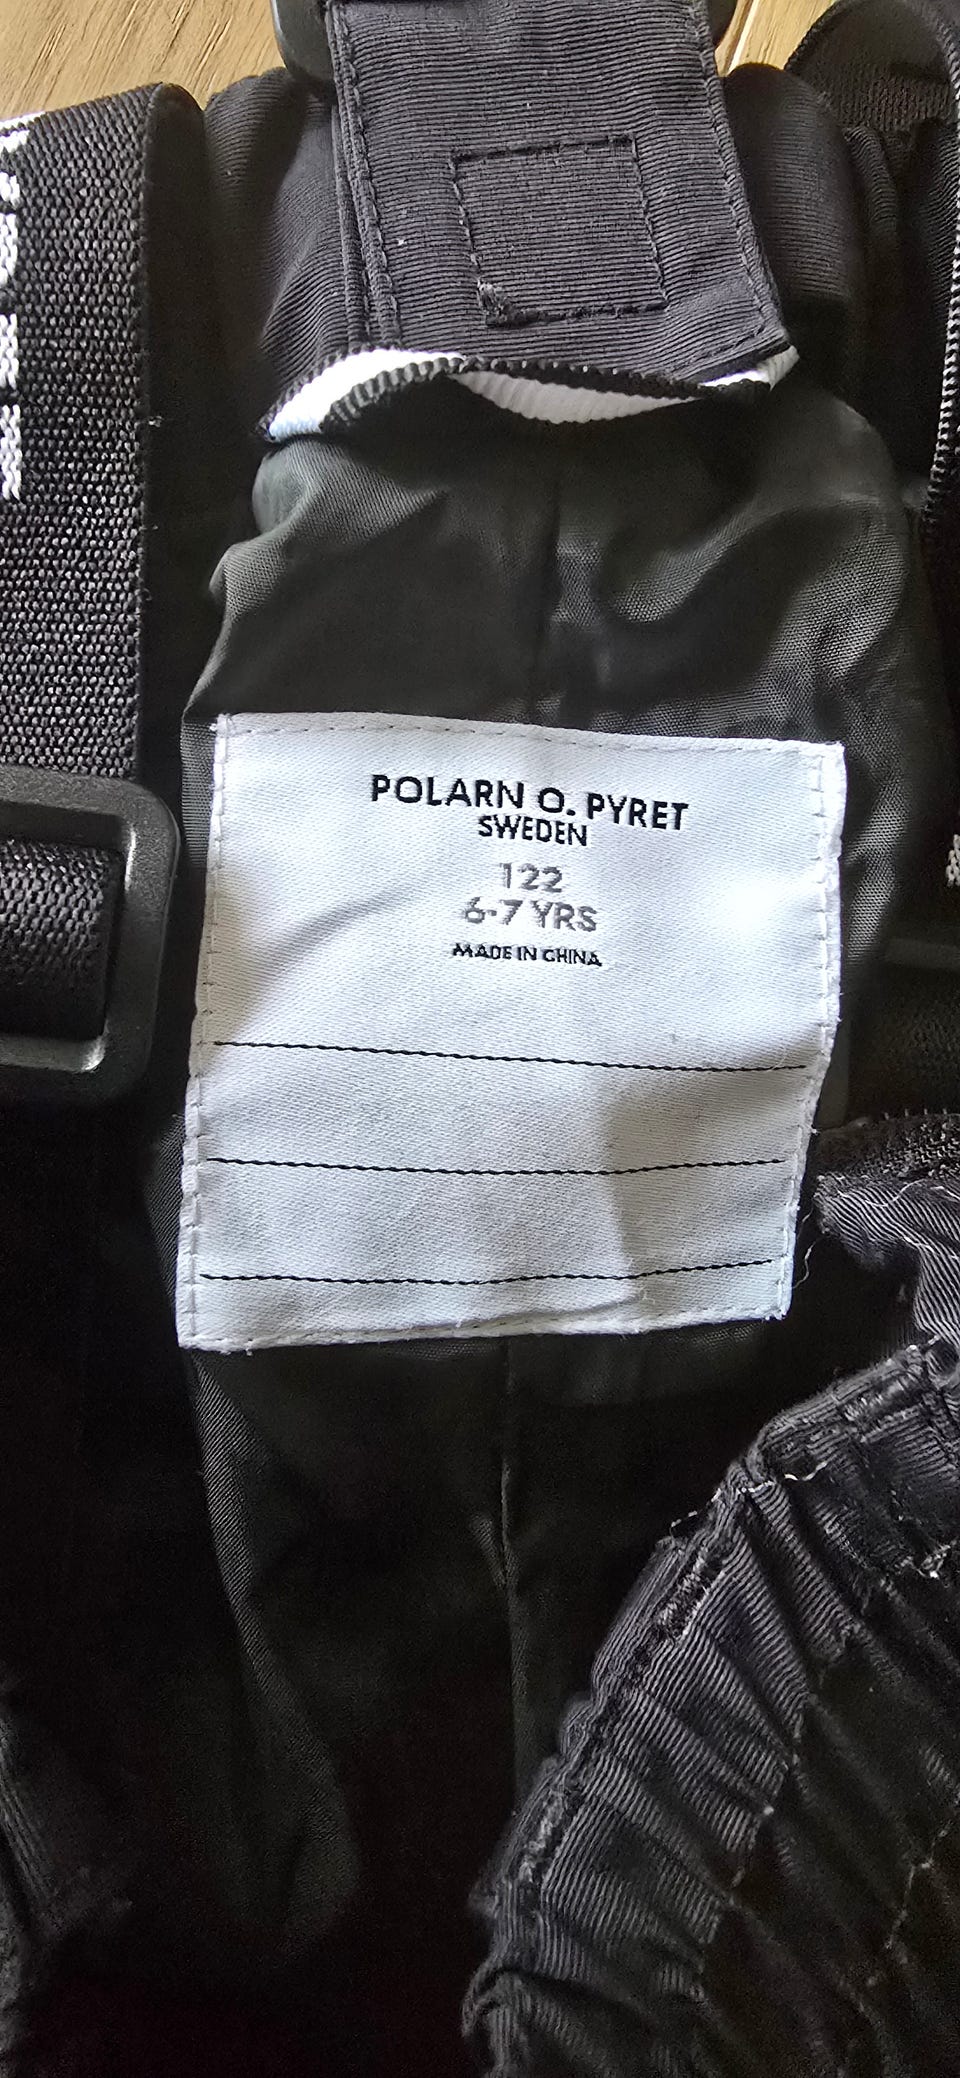 POLARN O. PYRET
SWEDEN
122
6-7 YRS
MADE IN CHINA